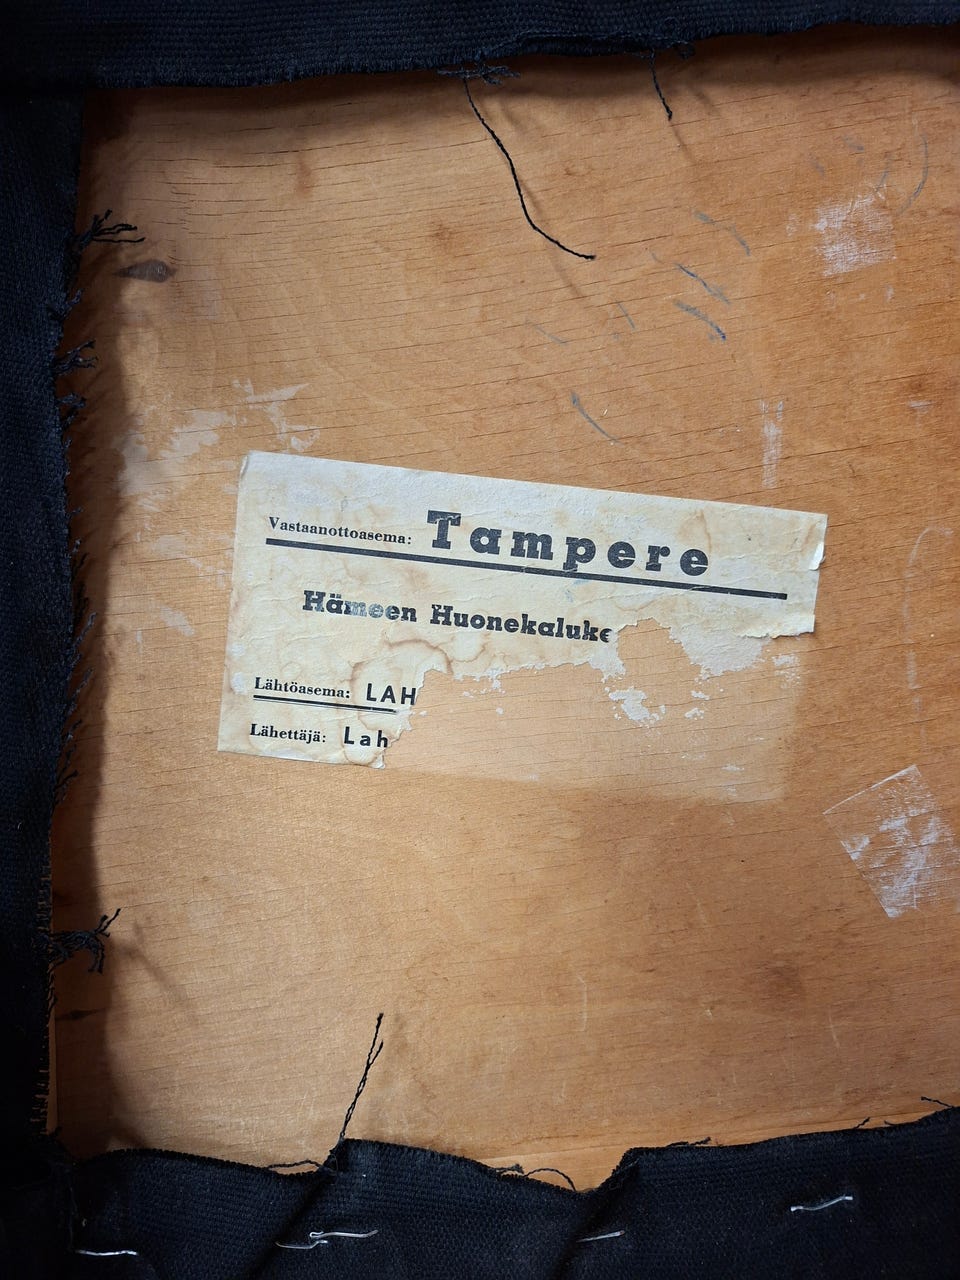 Vastaanottoasema: Tampere
Hämeen Huonekaluke
Lähtöasema: LAH
Lähettäjä: Lah